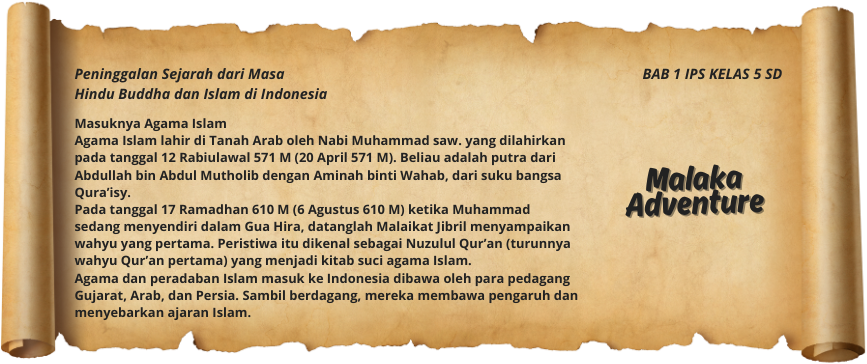 Peninggalan Sejarah dari Masa
Hindu Buddha dan Islam di Indonesia
BAB 1 IPS KELAS 5 SD
Masuknya Agama Islam
Agama Islam lahir di Tanah Arab oleh Nabi Muhammad saw. yang dilahirkan
pada tanggal 12 Rabiulawal 571 M (20 April 571 M). Beliau adalah putra dari
Abdullah bin Abdul Mutholib dengan Aminah binti Wahab, dari suku bangsa
Qura’isy.
Pada tanggal 17 Ramadhan 610 M (6 Agustus 610 M) ketika Muhammad
sedang menyendiri dalam Gua Hira, datanglah Malaikat Jibril menyampaikan
wahyu yang pertama. Peristiwa itu dikenal sebagai Nuzulul Qur’an (turunnya
wahyu Qur’an pertama) yang menjadi kitab suci agama Islam.
Agama dan peradaban Islam masuk ke Indonesia dibawa oleh para pedagang
Gujarat, Arab, dan Persia. Sambil berdagang, mereka membawa pengaruh dan
menyebarkan ajaran Islam.
Malaka
Adventure